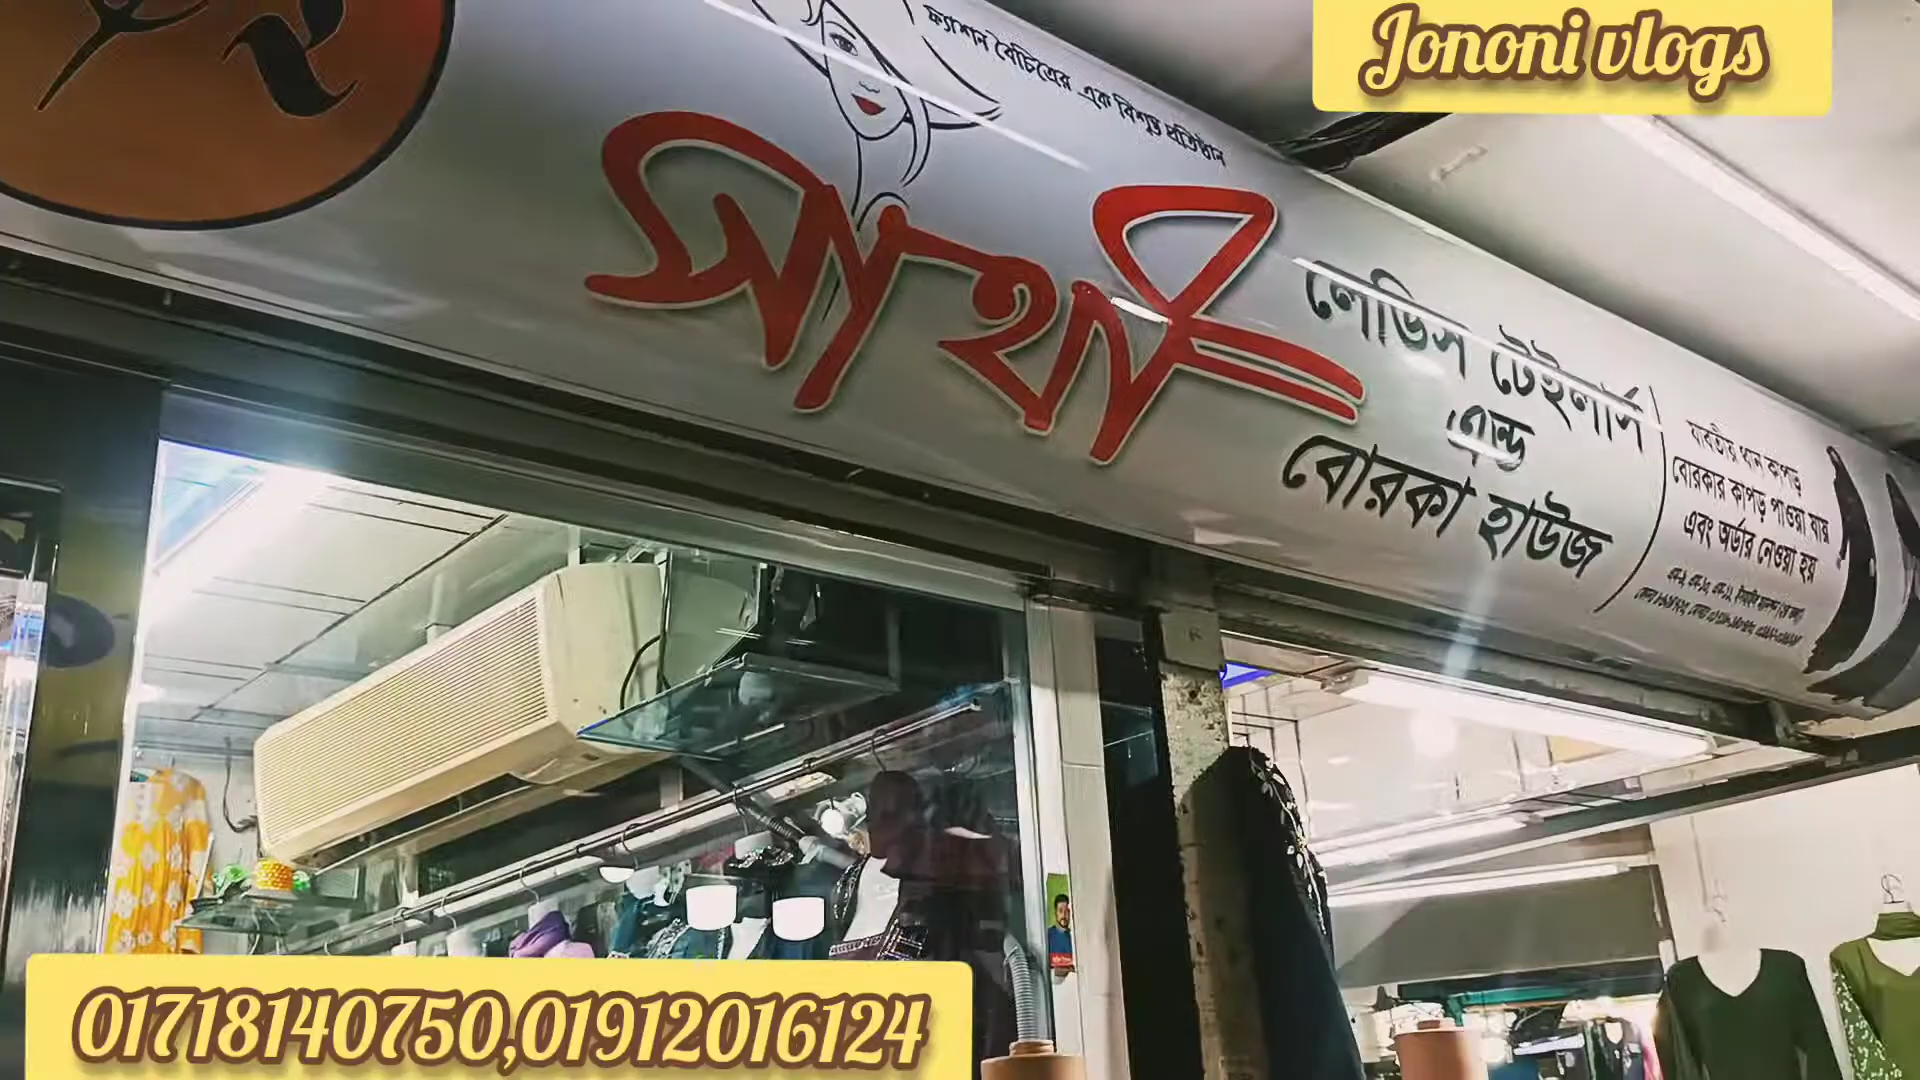 Jononi vlogs
ফ্যাশন বৈচিত্রের এক বিশ্বস্ত প্রতিষ্ঠান
লেডিস টেইলার্স
এন্ড
বোরকা হাউজ
যাবতীয় থান কাপড়
বোরকার কাপড় পাওয়া যায়
এবং অর্ডার নেওয়া হয়
01718140750,01912016124